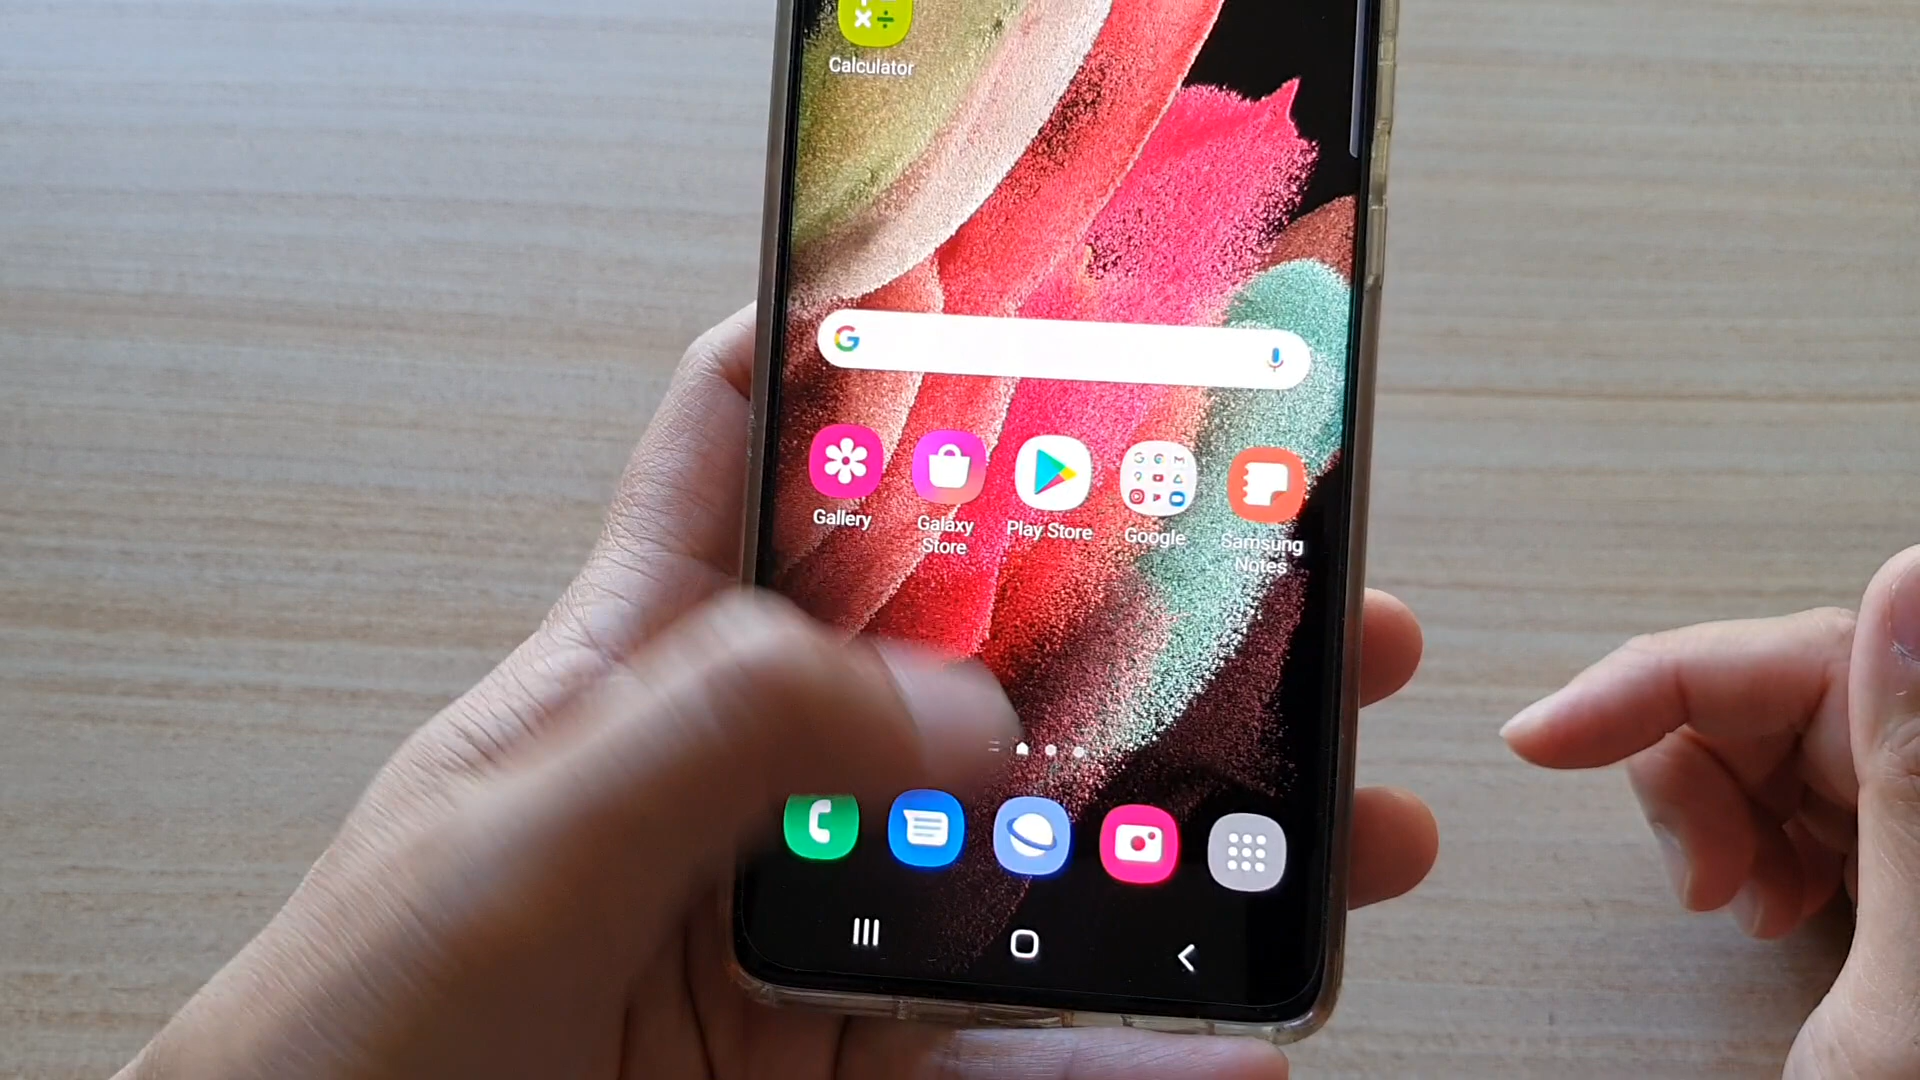 Calculator
Gallery
Galaxy
Store
Play Store
Google
Samsung
Notes